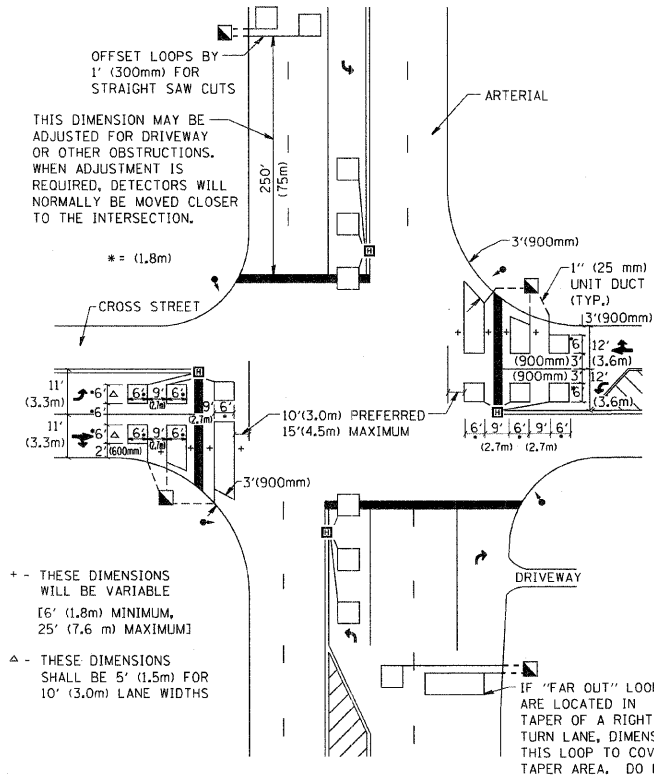 OFFSET LOOPS BY
1' (300mm) FOR
STRAIGHT SAW CUTS
THIS DIMENSION MAY BE
ADJUSTED FOR DRIVEWAY
OR OTHER OBSTRUCTIONS.
WHEN ADJUSTMENT IS
REQUIRED, DETECTORS WILL
NORMALLY BE MOVED CLOSER
TO THE INTERSECTION.
* = (1.8m)
250'
(75m)
ARTERIAL
CROSS STREET
H
3'(900mm)
1" (25 mm)
UNIT DUCT
(TYP.)
3'(900mm)
*6'
12'
(3.6m)
(900mm) 3'
(900mm) 3'
*6'
12'
(3.6m)
H
6' 9' 6' 9' 6'
(2.7m) (2.7m)
10'(3.0m) PREFERRED
15'(4.5m) MAXIMUM
H
11'
(3.3m)
*6' △ 6' 9' 6'
(2.7m)
*6'
9' 6'
(2.7m)
11'
(3.3m)
*6' △ 6' 9' 6'
(2.7m)
2' (600mm)
3'(900mm)
H
DRIVEWAY
+ - THESE DIMENSIONS
WILL BE VARIABLE
[6' (1.8m) MINIMUM,
25' (7.6 m) MAXIMUM]
△ - THESE DIMENSIONS
SHALL BE 5' (1.5m) FOR
10' (3.0m) LANE WIDTHS
IF "FAR OUT" LOO
ARE LOCATED IN
TAPER OF A RIGHT
TURN LANE, DIMENS
THIS LOOP TO COV
TAPER AREA. DO